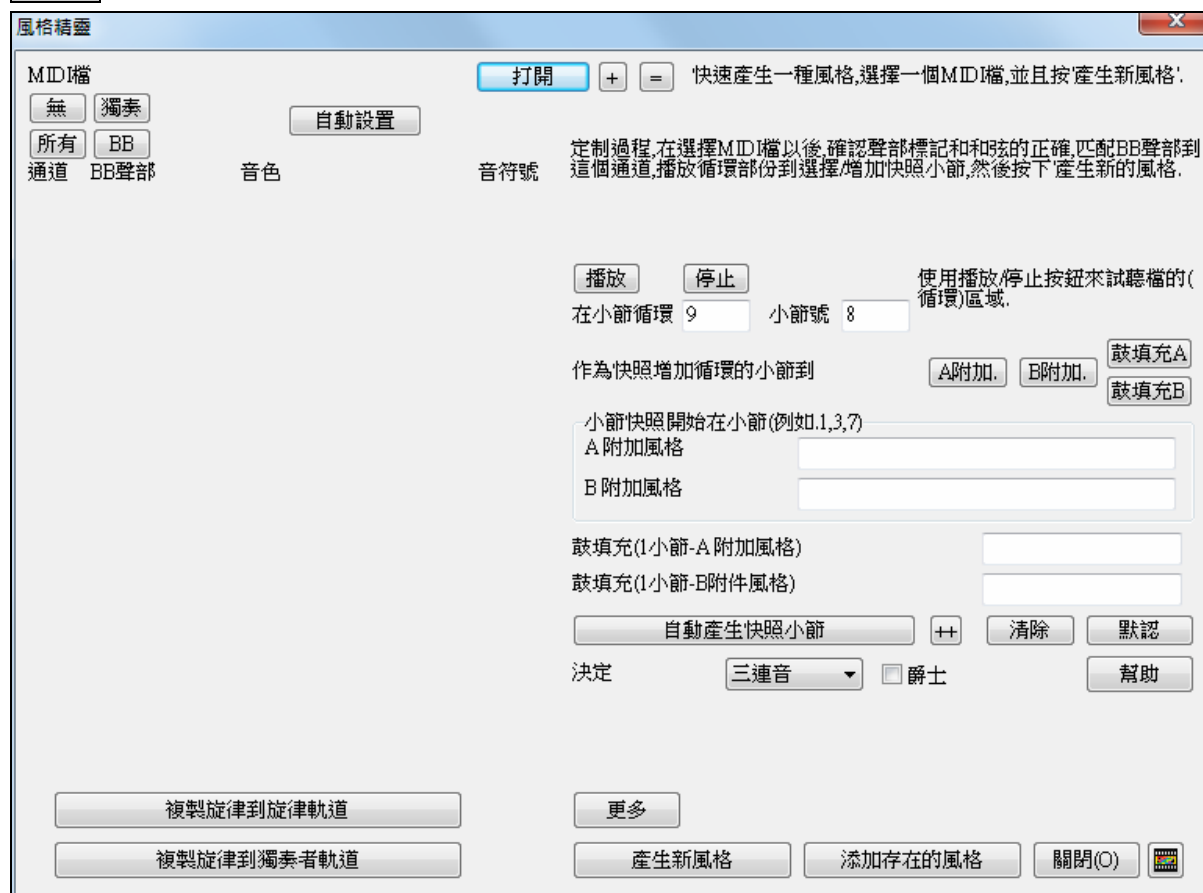 風格精靈
MIDI檔
打開 + = '快速產生一種風格,選擇一個MIDI檔,並且按'產生新風格'.
無 獨奏
自動設置
所有 BB
通道 BB聲部 音色 音符號
定制過程,在選擇MIDI檔以後,確認聲部標記和和弦的正確,匹配BB聲部到
這個通道,播放循環部份到選擇/增加快照小節,然後按下'產生新的風格.
播放 停止
使用播放/停止按鈕來試聽檔的(
循環)區域.
在小節循環 9 小節號 8
作為快照增加循環的小節到 A附加. B附加.
鼓填充A
鼓填充B
小節快照開始在小節(例如.1,3,7)
A 附加風格
B 附加風格
鼓填充(1小節-A 附加風格)
鼓填充(1小節-B附件風格)
自動產生快照小節 ++ 清除 默認
決定 三連音 爵士 幫助
複製旋律到旋律軌道 更多
複製旋律到獨奏者軌道 產生新風格 添加存在的風格 關閉(O)